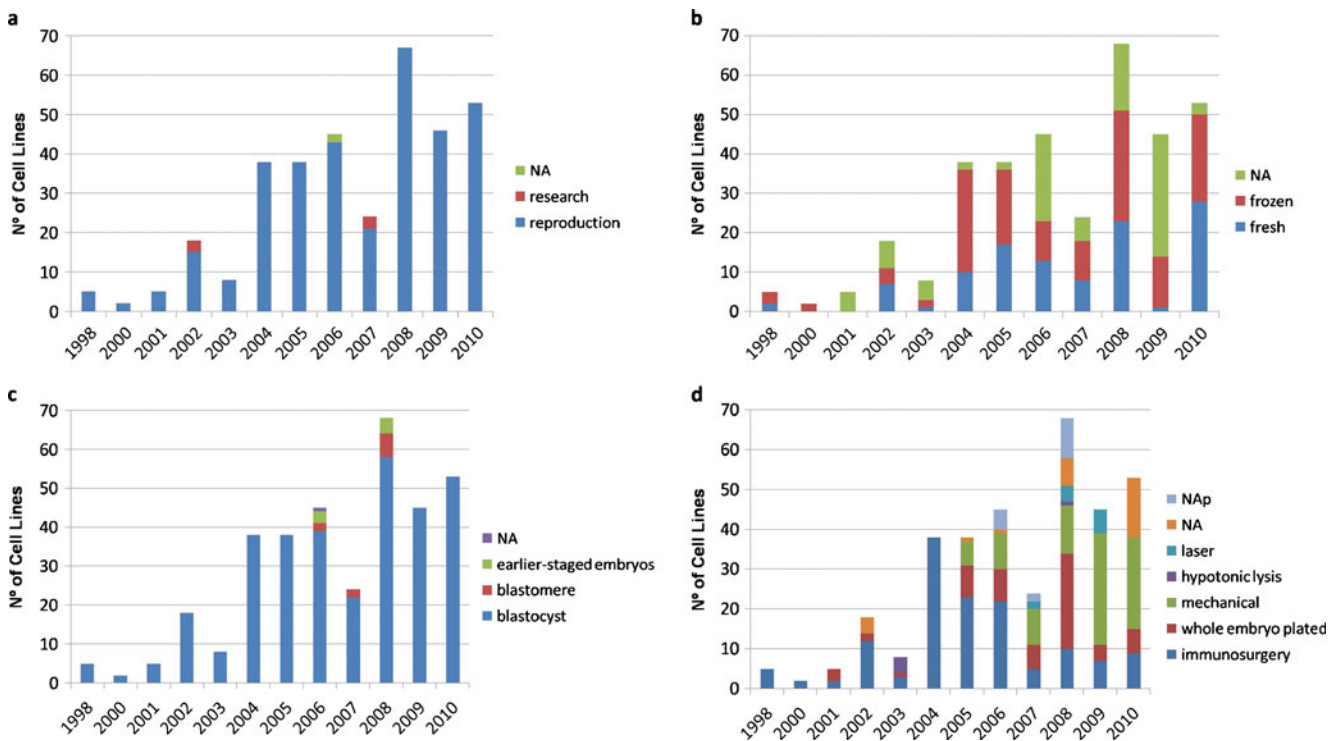 a
70
60
50
40
30
20
10
0
Nº of Cell Lines
1998 2000 2001 2002 2003 2004 2005 2006 2007 2008 2009 2010
NA
research
reproduction
b
70
60
50
40
30
20
10
0
Nº of Cell Lines
1998 2000 2001 2002 2003 2004 2005 2006 2007 2008 2009 2010
NA
frozen
fresh
c
70
60
50
40
30
20
10
0
Nº of Cell Lines
1998 2000 2001 2002 2003 2004 2005 2006 2007 2008 2009 2010
NA
earlier-staged embryos
blastomere
blastocyst
d
70
60
50
40
30
20
10
0
Nº of Cell Lines
1998 2000 2001 2002 2003 2004 2005 2006 2007 2008 2009 2010
NAp
NA
laser
hypotonic lysis
mechanical
whole embryo plated
immunosurgery